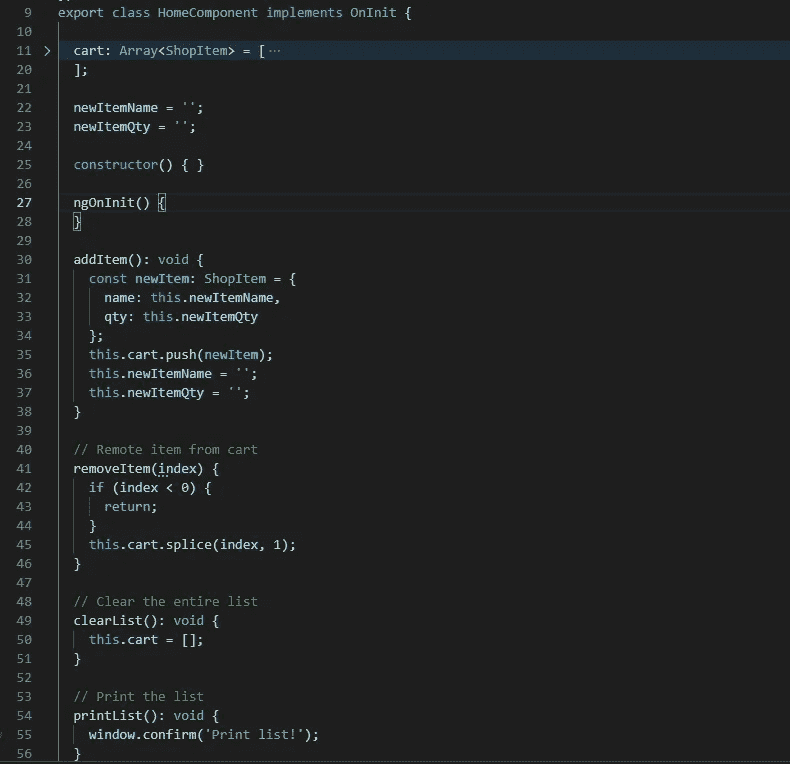 9 export class HomeComponent implements OnInit {
10
11 > cart: Array<ShopItem> = [ ···
20 ];
21
22 newItemName = '';
23 newItemQty = '';
24
25 constructor() { }
26
27 ngOnInit() {
28 }
29
30 addItem(): void {
31 const newItem: ShopItem = {
32 name: this.newItemName,
33 qty: this.newItemQty
34 };
35 this.cart.push(newItem);
36 this.newItemName = '';
37 this.newItemQty = '';
38 }
39
40 // Remote item from cart
41 removeItem(index) {
42 if (index < 0) {
43 return;
44 }
45 this.cart.splice(index, 1);
46 }
47
48 // Clear the entire list
49 clearList(): void {
50 this.cart = [];
51 }
52
53 // Print the list
54 printList(): void {
55 window.confirm('Print list!');
56 }